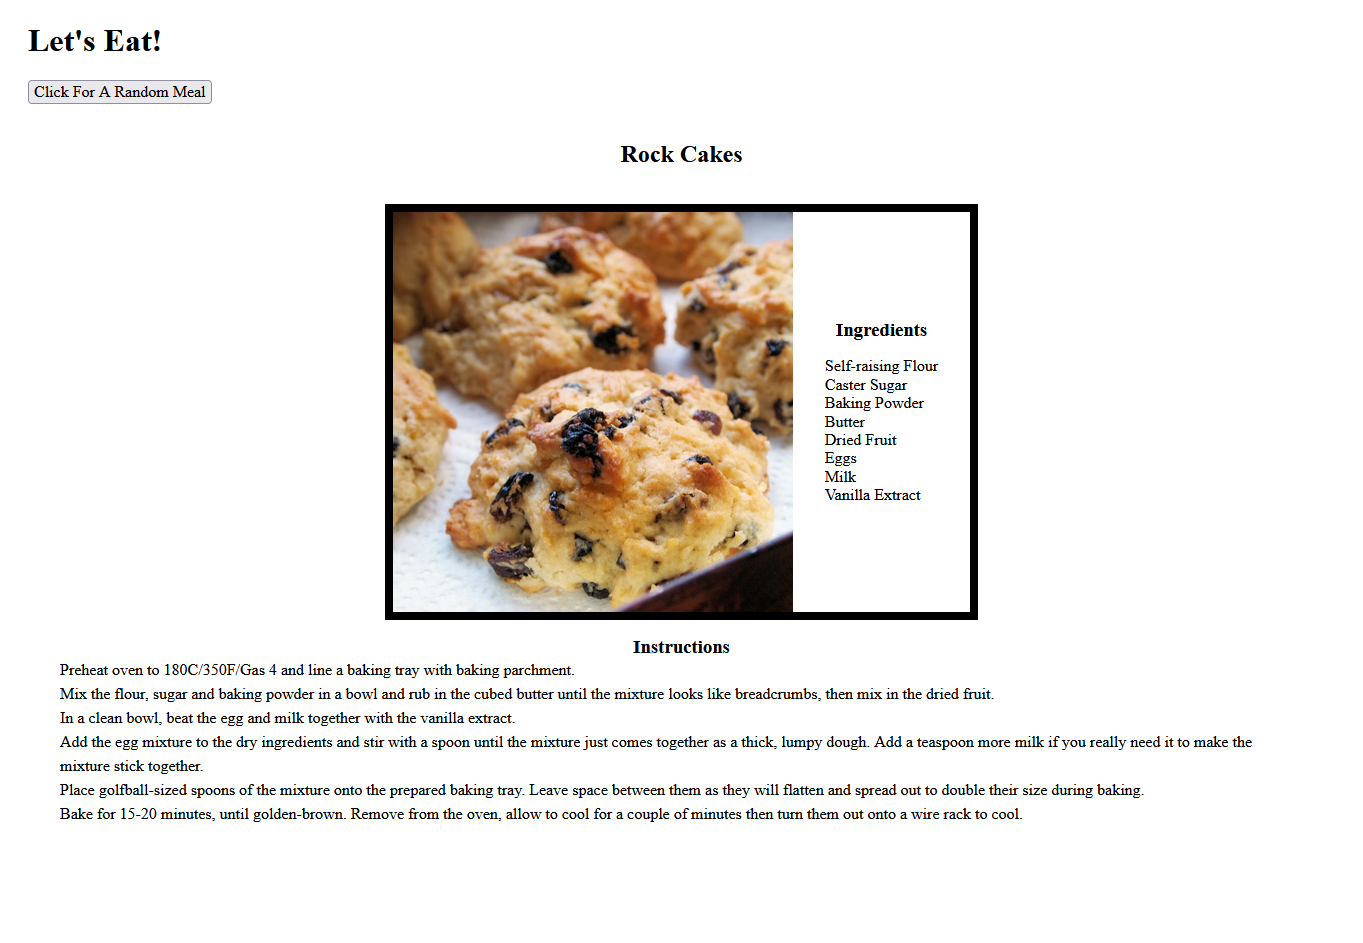 Let's Eat!
Click For A Random Meal
Rock Cakes
Ingredients
Self-raising Flour
Caster Sugar
Baking Powder
Butter
Dried Fruit
Eggs
Milk
Vanilla Extract
Instructions
Preheat oven to 180C/350F/Gas 4 and line a baking tray with baking parchment.
Mix the flour, sugar and baking powder in a bowl and rub in the cubed butter until the mixture looks like breadcrumbs, then mix in the dried fruit.
In a clean bowl, beat the egg and milk together with the vanilla extract.
Add the egg mixture to the dry ingredients and stir with a spoon until the mixture just comes together as a thick, lumpy dough. Add a teaspoon more milk if you really need it to make the
mixture stick together.
Place golfball-sized spoons of the mixture onto the prepared baking tray. Leave space between them as they will flatten and spread out to double their size during baking.
Bake for 15-20 minutes, until golden-brown. Remove from the oven, allow to cool for a couple of minutes then turn them out onto a wire rack to cool.